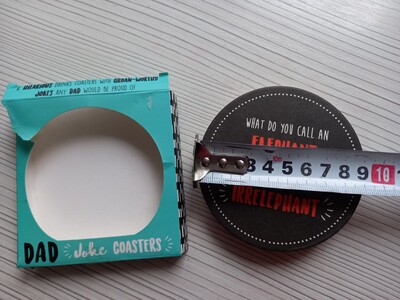 HILARIOUS DRINKS COASTERS WITH GROAN-WORTHY
JOKES ANY DAD WOULD BE PROUD OF
DAD Joke COASTERS
WHAT DO YOU CALL AN
ELEPHANT
3 4 5 6 7 8 9 10
IRRELEPHANT